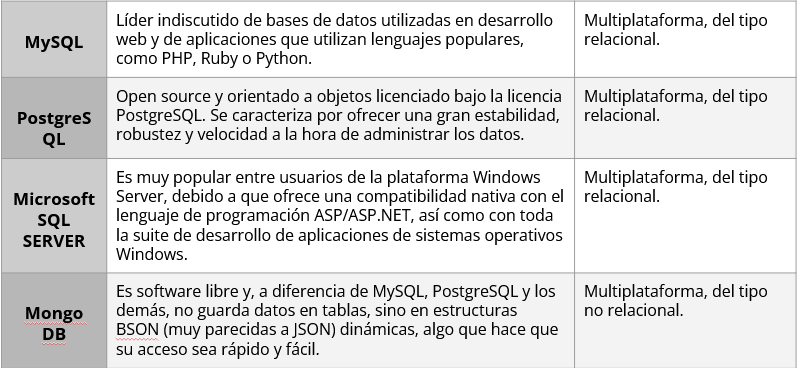 MySQL
Líder indiscutido de bases de datos utilizadas en desarrollo
web y de aplicaciones que utilizan lenguajes populares,
como PHP, Ruby o Python.
Multiplataforma, del tipo
relacional.
PostgreS
QL
Open source y orientado a objetos licenciado bajo la licencia
PostgreSQL. Se caracteriza por ofrecer una gran estabilidad,
robustez y velocidad a la hora de administrar los datos.
Multiplataforma, del tipo
relacional.
Microsoft
SQL
SERVER
Es muy popular entre usuarios de la plataforma Windows
Server, debido a que ofrece una compatibilidad nativa con el
lenguaje de programación ASP/ASP.NET, así como con toda
la suite de desarrollo de aplicaciones de sistemas operativos
Windows.
Multiplataforma, del tipo
relacional.
Mongo
DB
Es software libre y, a diferencia de MySQL, PostgreSQL y los
demás, no guarda datos en tablas, sino en estructuras
BSON (muy parecidas a JSON) dinámicas, algo que hace que
su acceso sea rápido y fácil.
Multiplataforma, del tipo
no relacional.